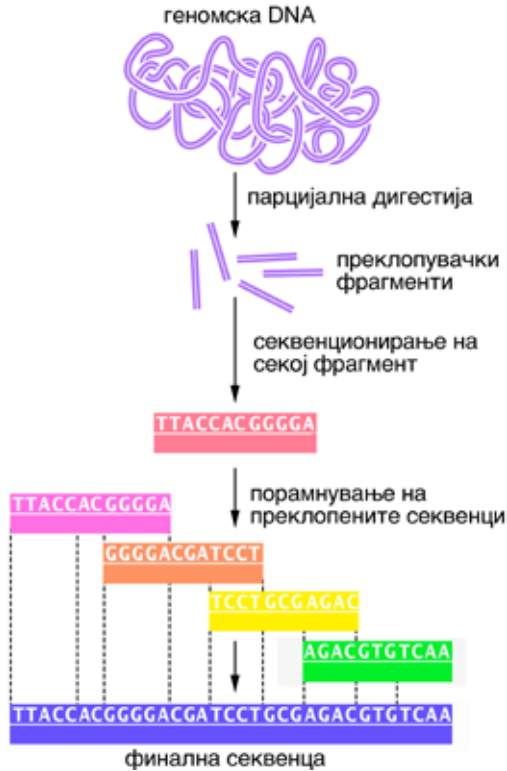 геномска DNA
парцијална дигестија
преклопувачки
фрагменти
секвенционирање на
секој фрагмент
TTACCACGGGGA
порамнување на
преклопените секвенци
TTACCACGGGGA
GGGGACGATCCT
TCCTGCGAGAC
AGACGTGTCAA
TTACCACGGGGACGATCCTGCGAGACGTGTCAA
финална секвенца